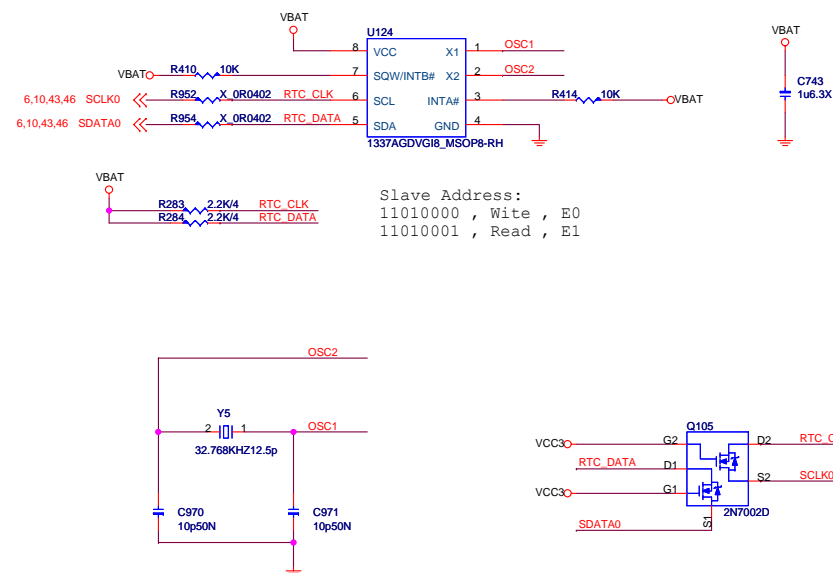 VBAT
U124
VBAT
8 VCC X1 1 OSC1
VBAT R410 10K 7 SQW/INTB# X2 2 OSC2
6,10,43,46 SCLK0 R952 X_0R0402 RTC_CLK 6 SCL INTA# 3 R414 10K VBAT
6,10,43,46 SDATA0 R954 X_0R0402 RTC_DATA 5 SDA GND 4
1337AGDVGI8_MSOP8-RH
C743
1u6.3X
VBAT
R283 2.2K/4 RTC_CLK
R284 2.2K/4 RTC_DATA
Slave Address:
11010000 , Wite , E0
11010001 , Read , E1
OSC2
Y5
2 1 OSC1
32.768KHZ12.5p
C970
10p50N
C971
10p50N
Q105
VCC3 G2 D2 RTC_C
RTC_DATA D1
S2 SCLK0
VCC3 G1
2N7002D
SDATA0 S1